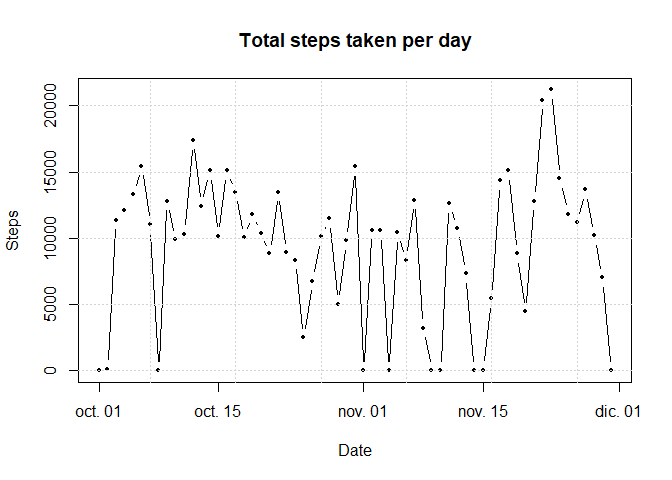 Total steps taken per day
Steps
20000
15000
10000
5000
0
oct. 01 oct. 15 nov. 01 nov. 15 dic. 01
Date